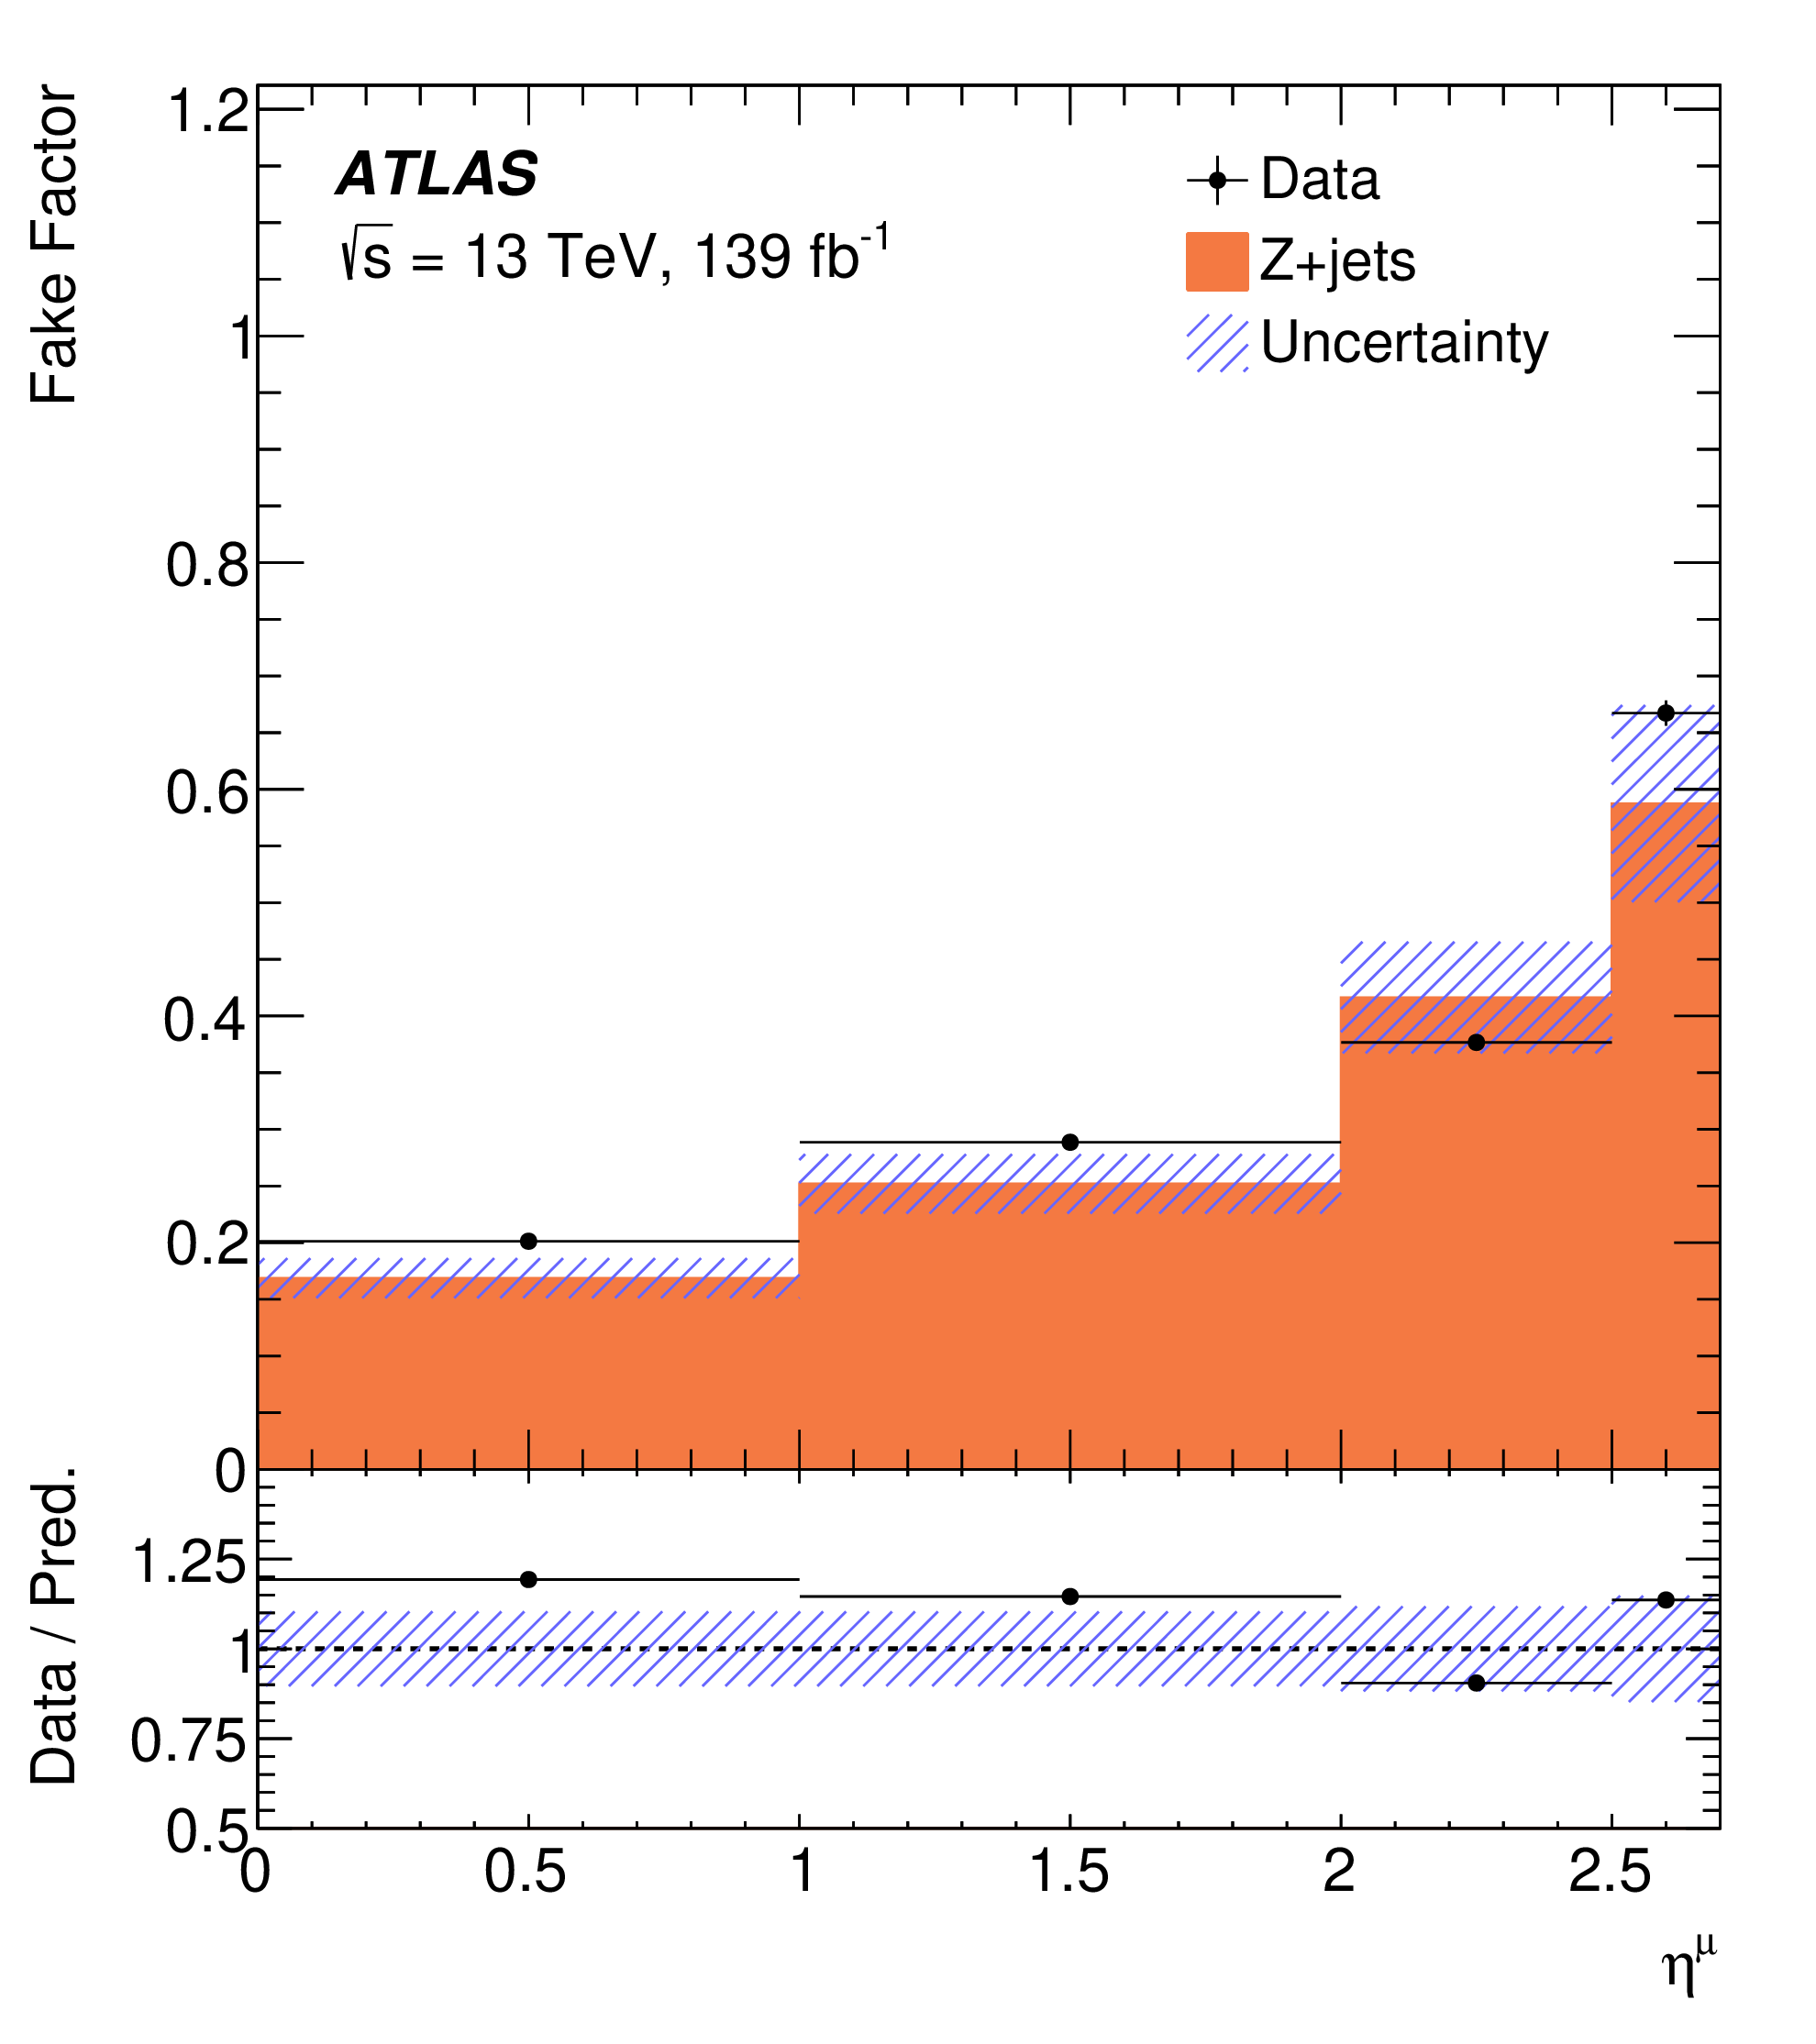 Fake Factor
1.2
1
0.8
0.6
0.4
0.2
0
ATLAS
√s = 13 TeV, 139 fb⁻¹
Data
Z+jets
Uncertainty
Data / Pred.
1.25
1
0.75
0.5
0 0.5 1 1.5 2 2.5
η^μ